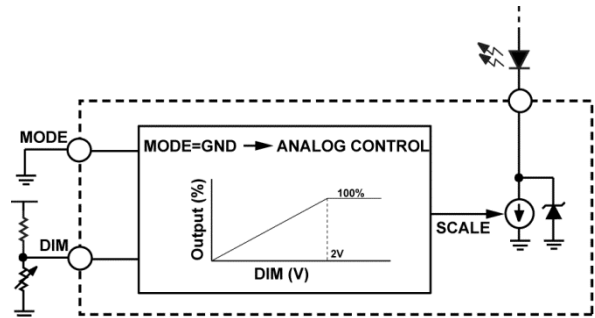 MODE
MODE=GND → ANALOG CONTROL
Output (%)
100%
2V
DIM (V)
DIM
SCALE